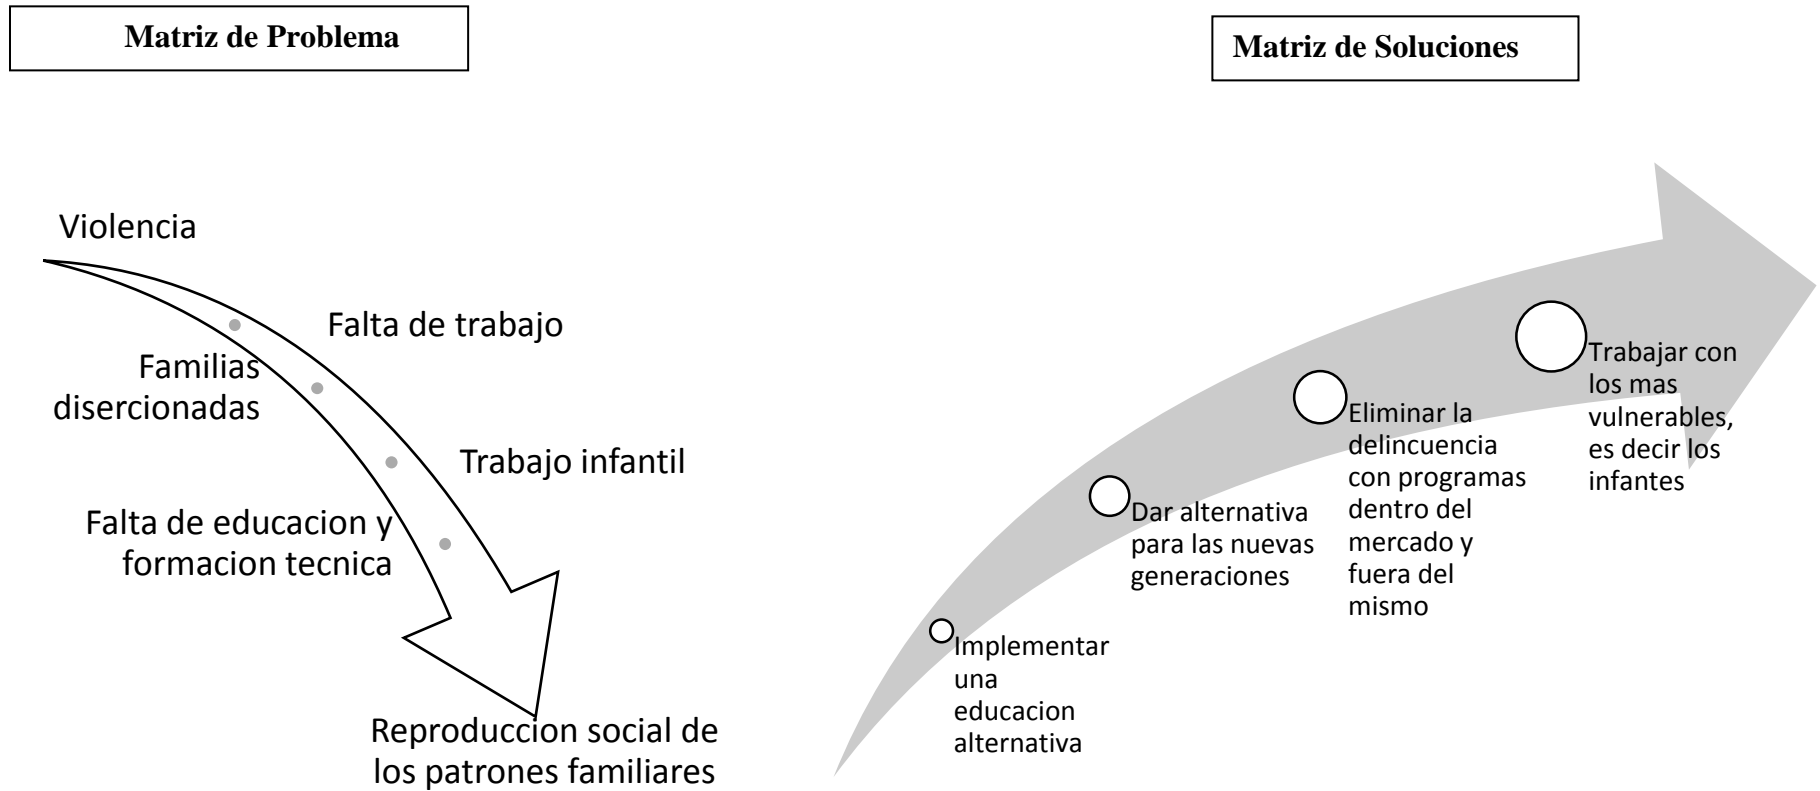 Matriz de Problema
Matriz de Soluciones
Violencia
Falta de trabajo
Familias
disercionadas
Trabajo infantil
Falta de educacion y
formacion tecnica
Reproduccion social de
los patrones familiares
Implementar
una
educacion
alternativa
Dar alternativa
para las nuevas
generaciones
Eliminar la
delincuencia
con programas
dentro del
mercado y
fuera del
mismo
Trabajar con
los mas
vulnerables,
es decir los
infantes